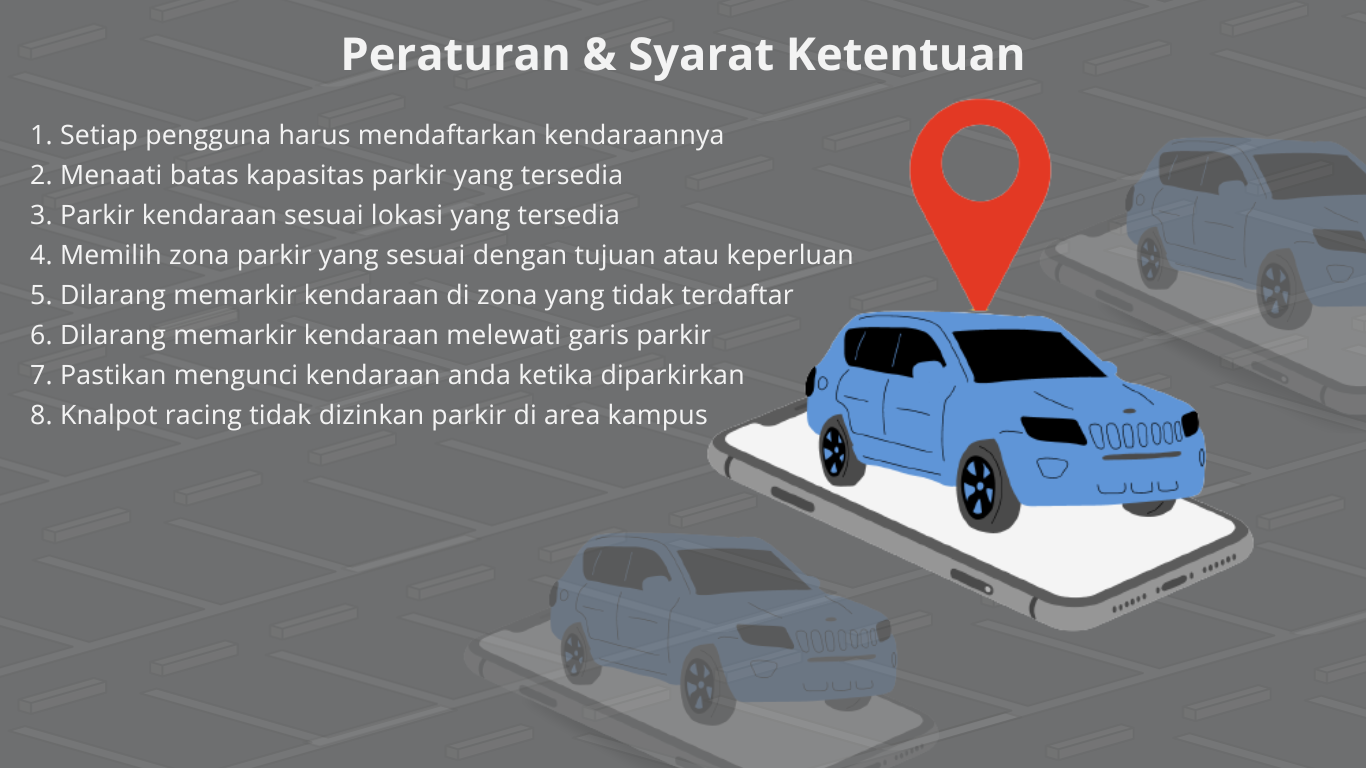 Peraturan & Syarat Ketentuan
1. Setiap pengguna harus mendaftarkan kendaraannya
2. Menaati batas kapasitas parkir yang tersedia
3. Parkir kendaraan sesuai lokasi yang tersedia
4. Memilih zona parkir yang sesuai dengan tujuan atau keperluan
5. Dilarang memarkir kendaraan di zona yang tidak terdaftar
6. Dilarang memarkir kendaraan melewati garis parkir
7. Pastikan mengunci kendaraan anda ketika diparkirkan
8. Knalpot racing tidak dizinkan parkir di area kampus